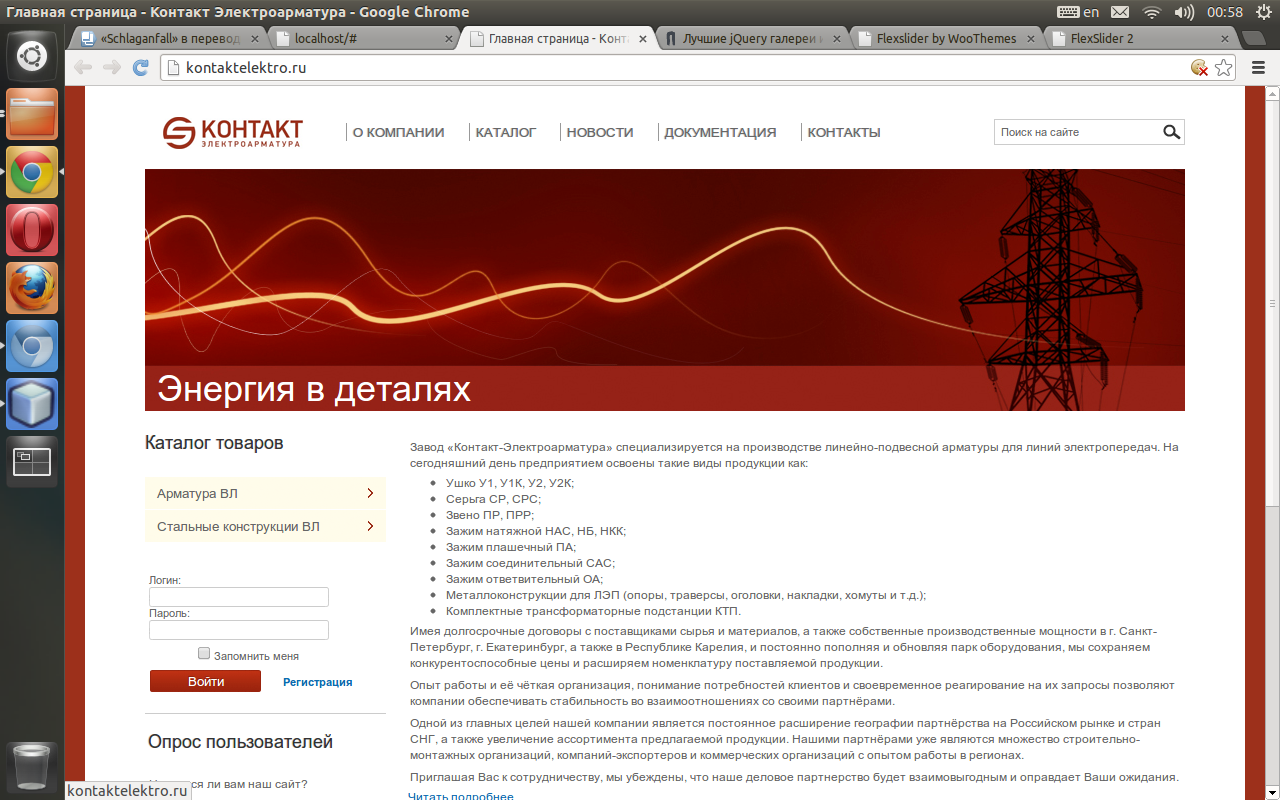 Главная страница - Контакт Электроарматура - Google Chrome
en
00:58
«Schlaganfall» в перевод
localhost/#
Главная страница - Конта
Лучшие jQuery галереи и
Flexslider by WooThemes
FlexSlider 2
kontaktelektro.ru
КОНТАКТ
ЭЛЕКТРОАРМАТУРА
О КОМПАНИИ
КАТАЛОГ
НОВОСТИ
ДОКУМЕНТАЦИЯ
КОНТАКТЫ
Поиск на сайте
Энергия в деталях
Каталог товаров
Арматура ВЛ
Стальные конструкции ВЛ
Логин:
Пароль:
Запомнить меня
Войти
Регистрация
Опрос пользователей
ся ли вам наш сайт?
Завод «Контакт-Электроарматура» специализируется на производстве линейно-подвесной арматуры для линий электропередач. На
сегодняшний день предприятием освоены такие виды продукции как:
Ушко У1, У1К, У2, У2К;
Серьга СР, СРС;
Звено ПР, ПРР;
Зажим натяжной НАС, НБ, НКК;
Зажим плашечный ПА;
Зажим соединительный САС;
Зажим ответвительный ОА;
Металлоконструкции для ЛЭП (опоры, траверсы, оголовки, накладки, хомуты и т.д.);
Комплектные трансформаторные подстанции КТП.
Имея долгосрочные договоры с поставщиками сырья и материалов, а также собственные производственные мощности в г. Санкт-
Петербург, г. Екатеринбург, а также в Республике Карелия, и постоянно пополняя и обновляя парк оборудования, мы сохраняем
конкурентоспособные цены и расширяем номенклатуру поставляемой продукции.
Опыт работы и её чёткая организация, понимание потребностей клиентов и своевременное реагирование на их запросы позволяют
компании обеспечивать стабильность во взаимоотношениях со своими партнёрами.
Одной из главных целей нашей компании является постоянное расширение географии партнёрства на Российском рынке и стран
СНГ, а также увеличение ассортимента предлагаемой продукции. Нашими партнёрами уже являются множество строительно-
монтажных организаций, компаний-экспортеров и коммерческих организаций с опытом работы в регионах.
Приглашая Вас к сотрудничеству, мы убеждены, что наше деловое партнерство будет взаимовыгодным и оправдает Ваши ожидания.
Читать подробнее
kontaktelektro.ru